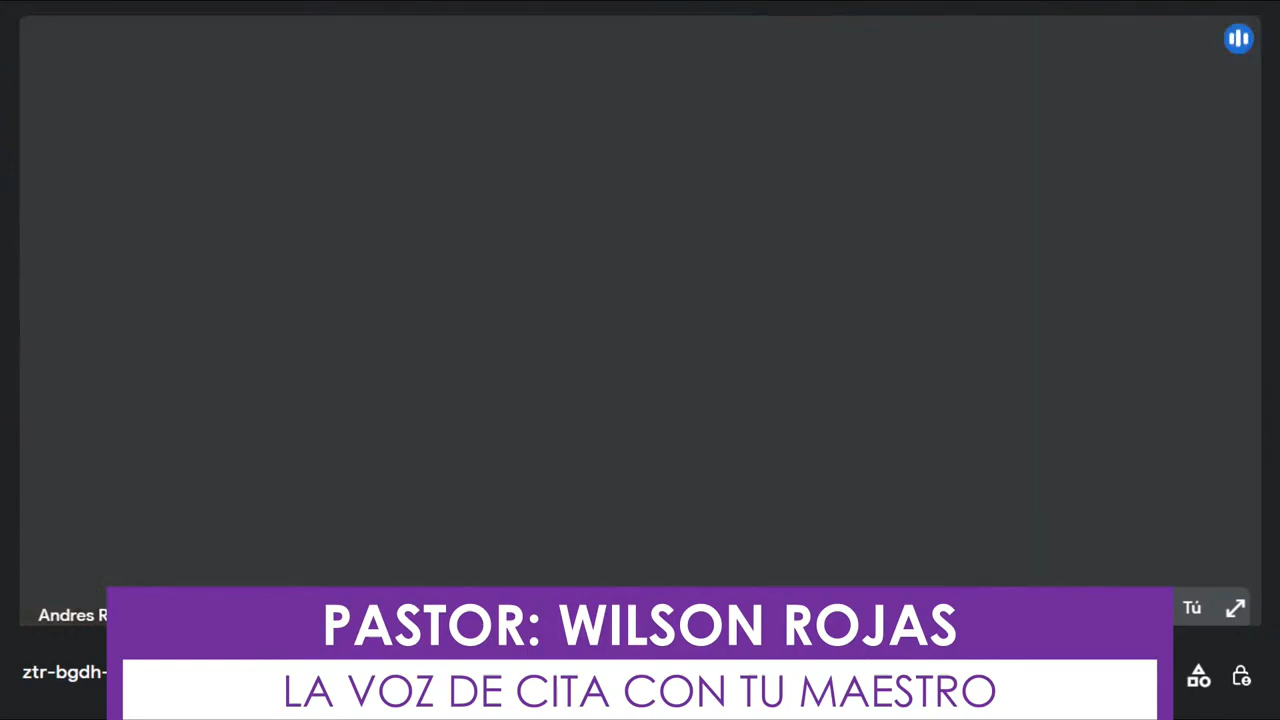 Andres R
Tú
PASTOR: WILSON ROJAS
ztr-bgdh-
LA VOZ DE CITA CON TU MAESTRO